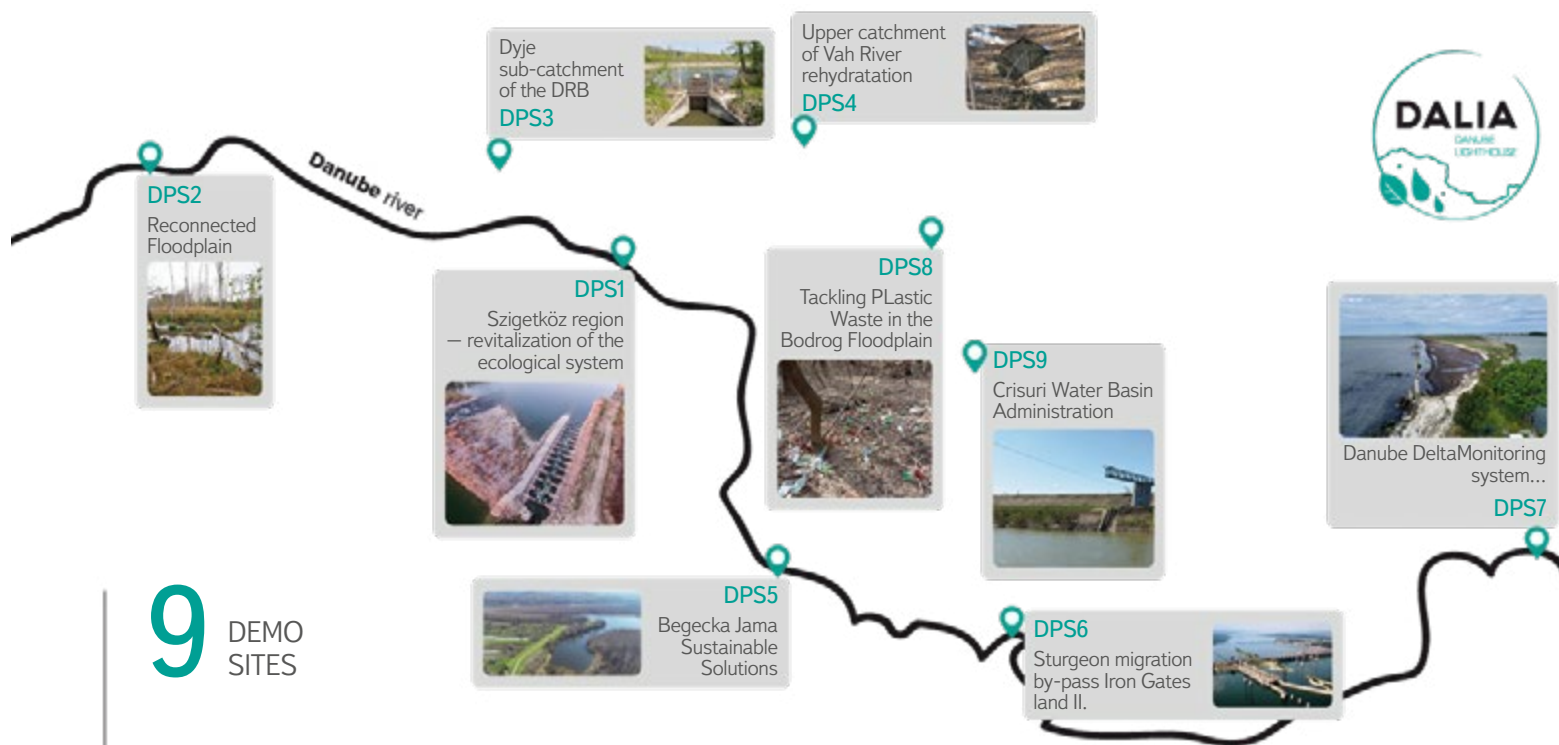 Dyje
sub-catchment
of the DRB
DPS3
Upper catchment
of Vah River
rehydratation
DPS4
DALIA
DANUBE
LIGHTHOUSE
Danube river
DPS2
Reconnected
Floodplain
DPS1
Szigetköz region
– revitalization of the
ecological system
DPS8
Tackling PLastic
Waste in the
Bodrog Floodplain
DPS9
Crisuri Water Basin
Administration
Danube DeltaMonitoring
system...
DPS7
DPS5
Begecka Jama
Sustainable
Solutions
DPS6
Sturgeon migration
by-pass Iron Gates
Iand II.
9 DEMO
SITES